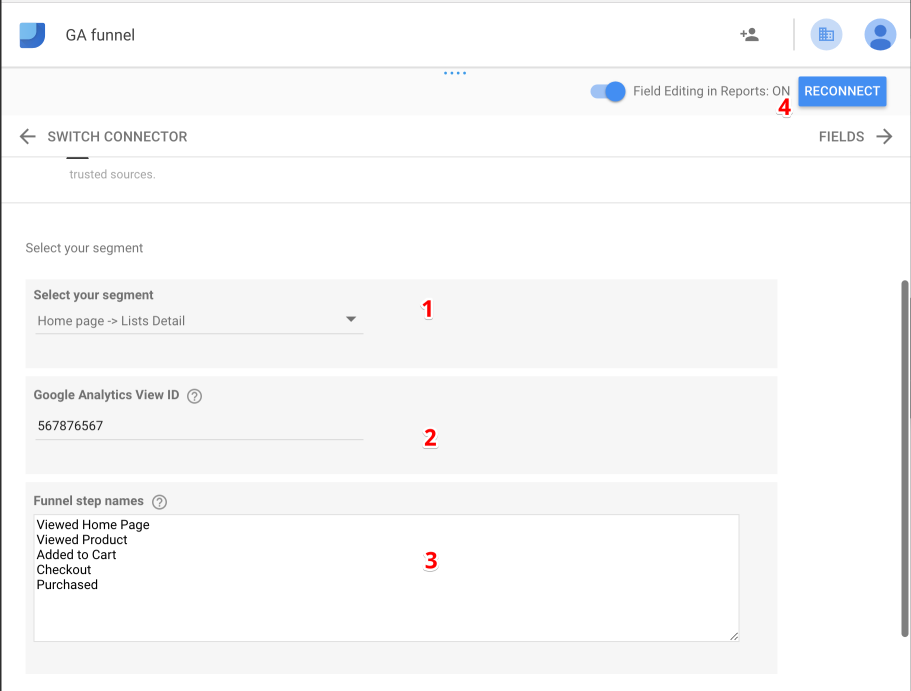 GA funnel
Field Editing in Reports: ON
RECONNECT
4
SWITCH CONNECTOR
FIELDS
trusted sources.
Select your segment
Select your segment
1
Home page -> Lists Detail
Google Analytics View ID ?
567876567
2
Funnel step names ?
Viewed Home Page
Viewed Product
Added to Cart
3
Checkout
Purchased